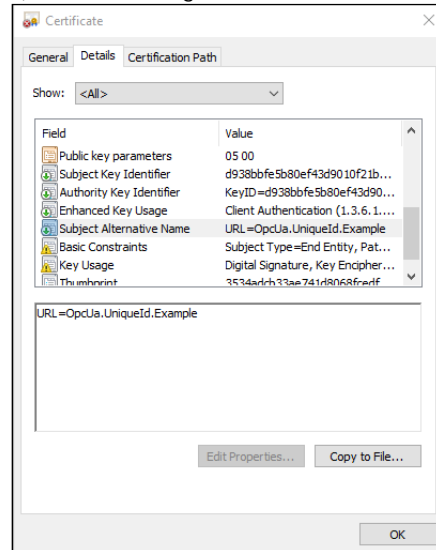 Certificate
General Details Certification Path
Show: <All>
Field Value
Public key parameters 05 00
Subject Key Identifier d938bbfe5b80ef43d9010f21b...
Authority Key Identifier KeyID=d938bbfe5b80ef43d90...
Enhanced Key Usage Client Authentication (1.3.6.1....
Subject Alternative Name URL=OpcUa.UniqueId.Example
Basic Constraints Subject Type=End Entity, Pat...
Key Usage Digital Signature, Key Encipher...
Thumbprint 3534adcb33ae741d8068fcedf
URL=OpcUa.UniqueId.Example
Edit Properties... Copy to File...
OK